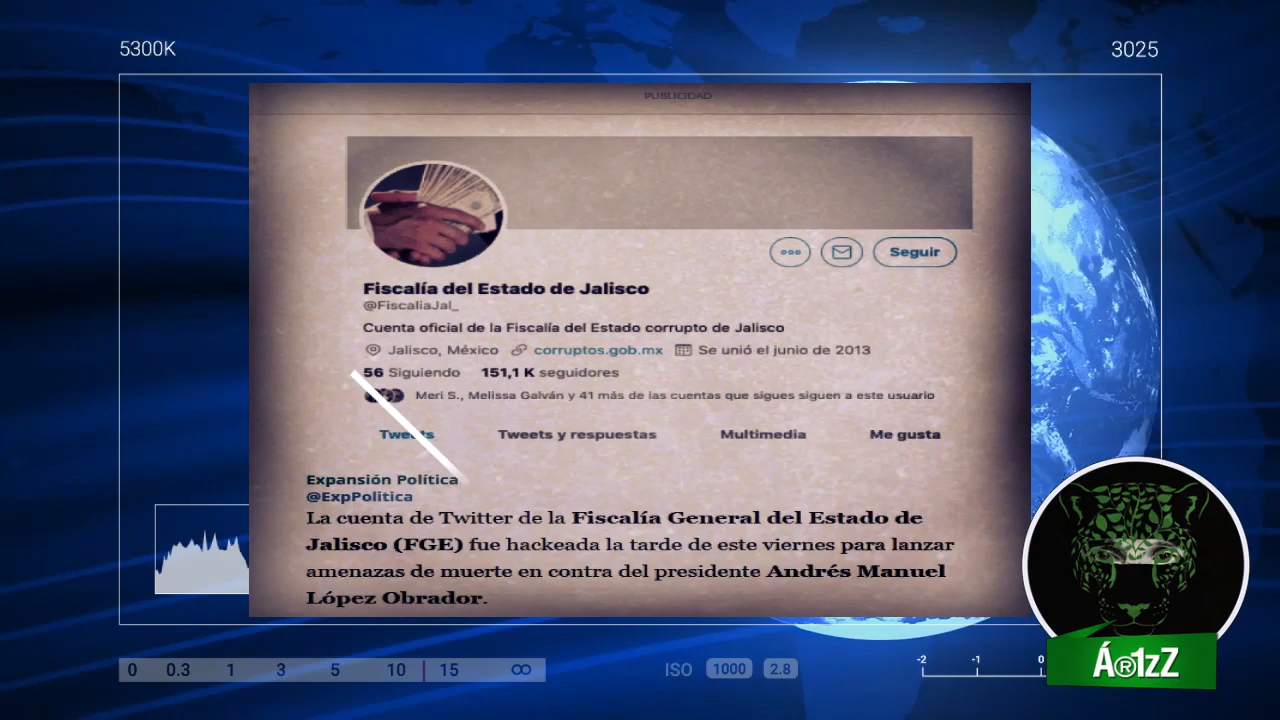 5300K
3025
PUBLICIDAD
Seguir
Fiscalía del Estado de Jalisco
@FiscaliaJal_
Cuenta oficial de la Fiscalía del Estado corrupto de Jalisco
Jalisco, México corruptos.gob.mx Se unió el junio de 2013
56 Siguiendo 151,1 K seguidores
Meri S., Melissa Galván y 41 más de las cuentas que sigues siguen a este usuario
Tweets Tweets y respuestas Multimedia Me gusta
Expansión Política
@ExpPolitica
La cuenta de Twitter de la Fiscalía General del Estado de
Jalisco (FGE) fue hackeada la tarde de este viernes para lanzar
amenazas de muerte en contra del presidente Andrés Manuel
López Obrador.
Á®1zZ
0 0.3 1 3 5 10 15 ∞
ISO 1000 2.8
-2 -1 0